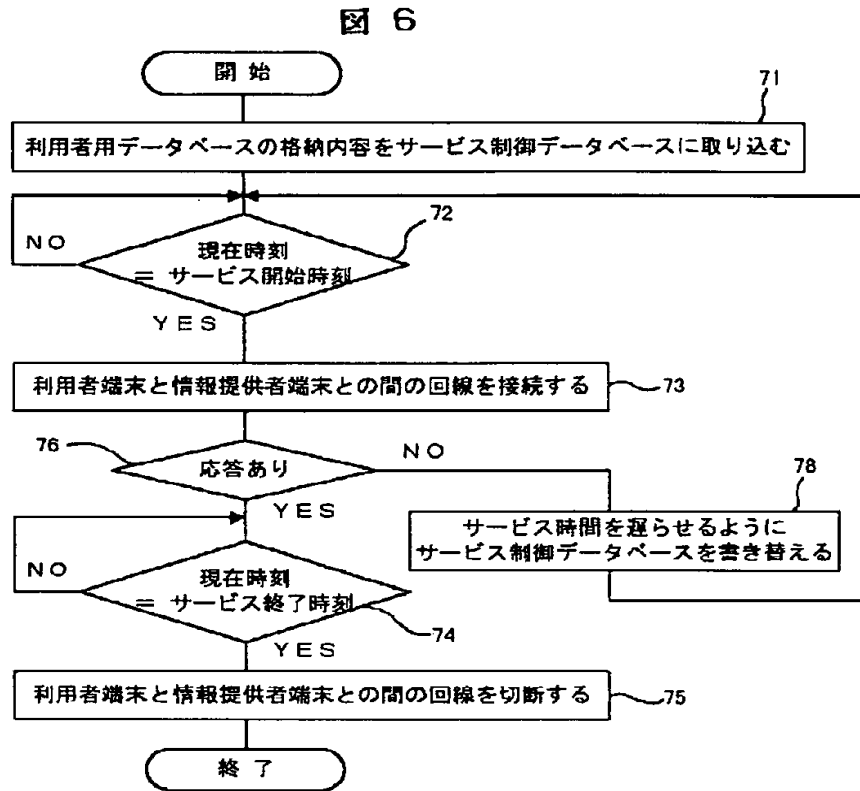 図 6
開 始
71
利用者用データベースの格納内容をサービス制御データベースに取り込む
72
NO
現在時刻
= サービス開始時刻
YES
利用者端末と情報提供者端末との間の回線を接続する
73
76
応答あり
NO
YES
78
サービス時間を遅らせるように
サービス制御データベースを書き替える
NO
現在時刻
= サービス終了時刻
74
YES
利用者端末と情報提供者端末との間の回線を切断する
75
終 了